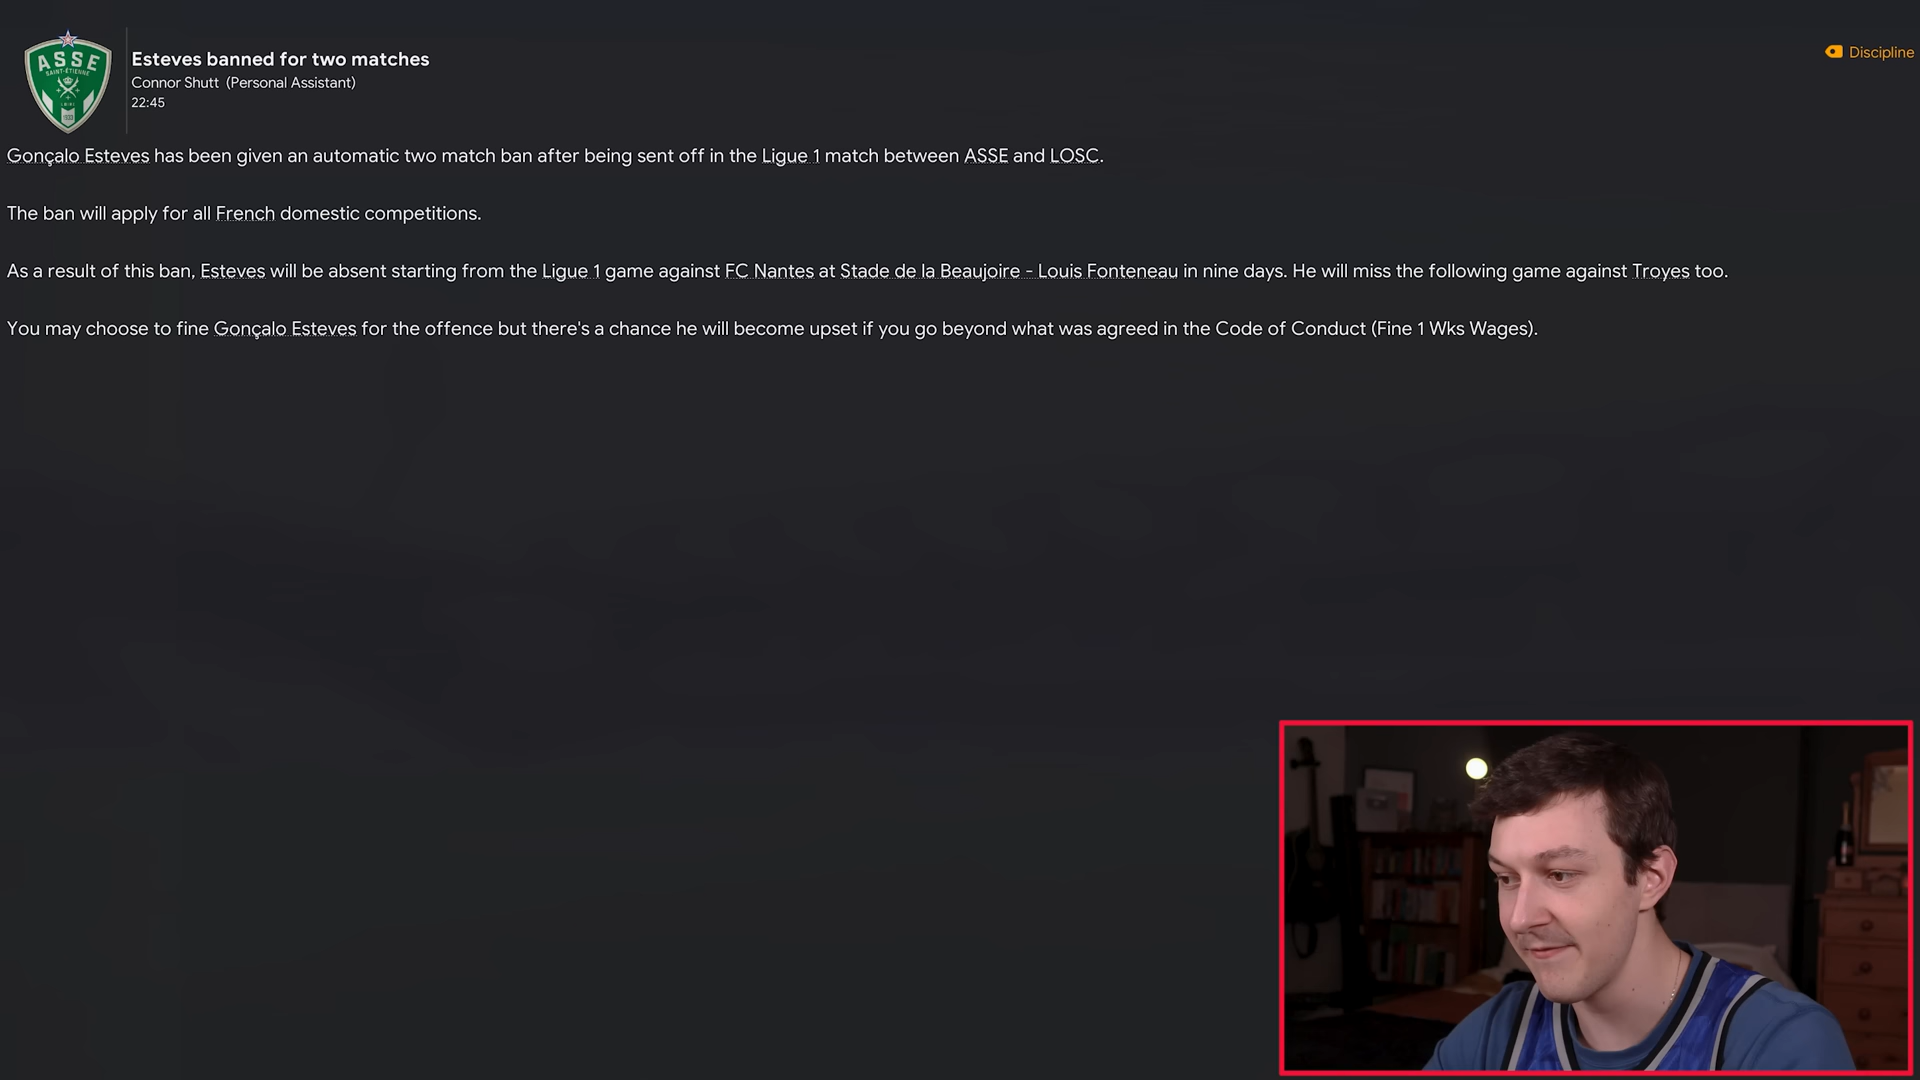 ASSE
SAINT-ÉTIENNE
LOIRE
1933
Esteves banned for two matches
Connor Shutt (Personal Assistant)
22:45
Discipline
Gonçalo Esteves has been given an automatic two match ban after being sent off in the Ligue 1 match between ASSE and LOSC.
The ban will apply for all French domestic competitions.
As a result of this ban, Esteves will be absent starting from the Ligue 1 game against FC Nantes at Stade de la Beaujoire - Louis Fonteneau in nine days. He will miss the following game against Troyes too.
You may choose to fine Gonçalo Esteves for the offence but there's a chance he will become upset if you go beyond what was agreed in the Code of Conduct (Fine 1 Wks Wages).